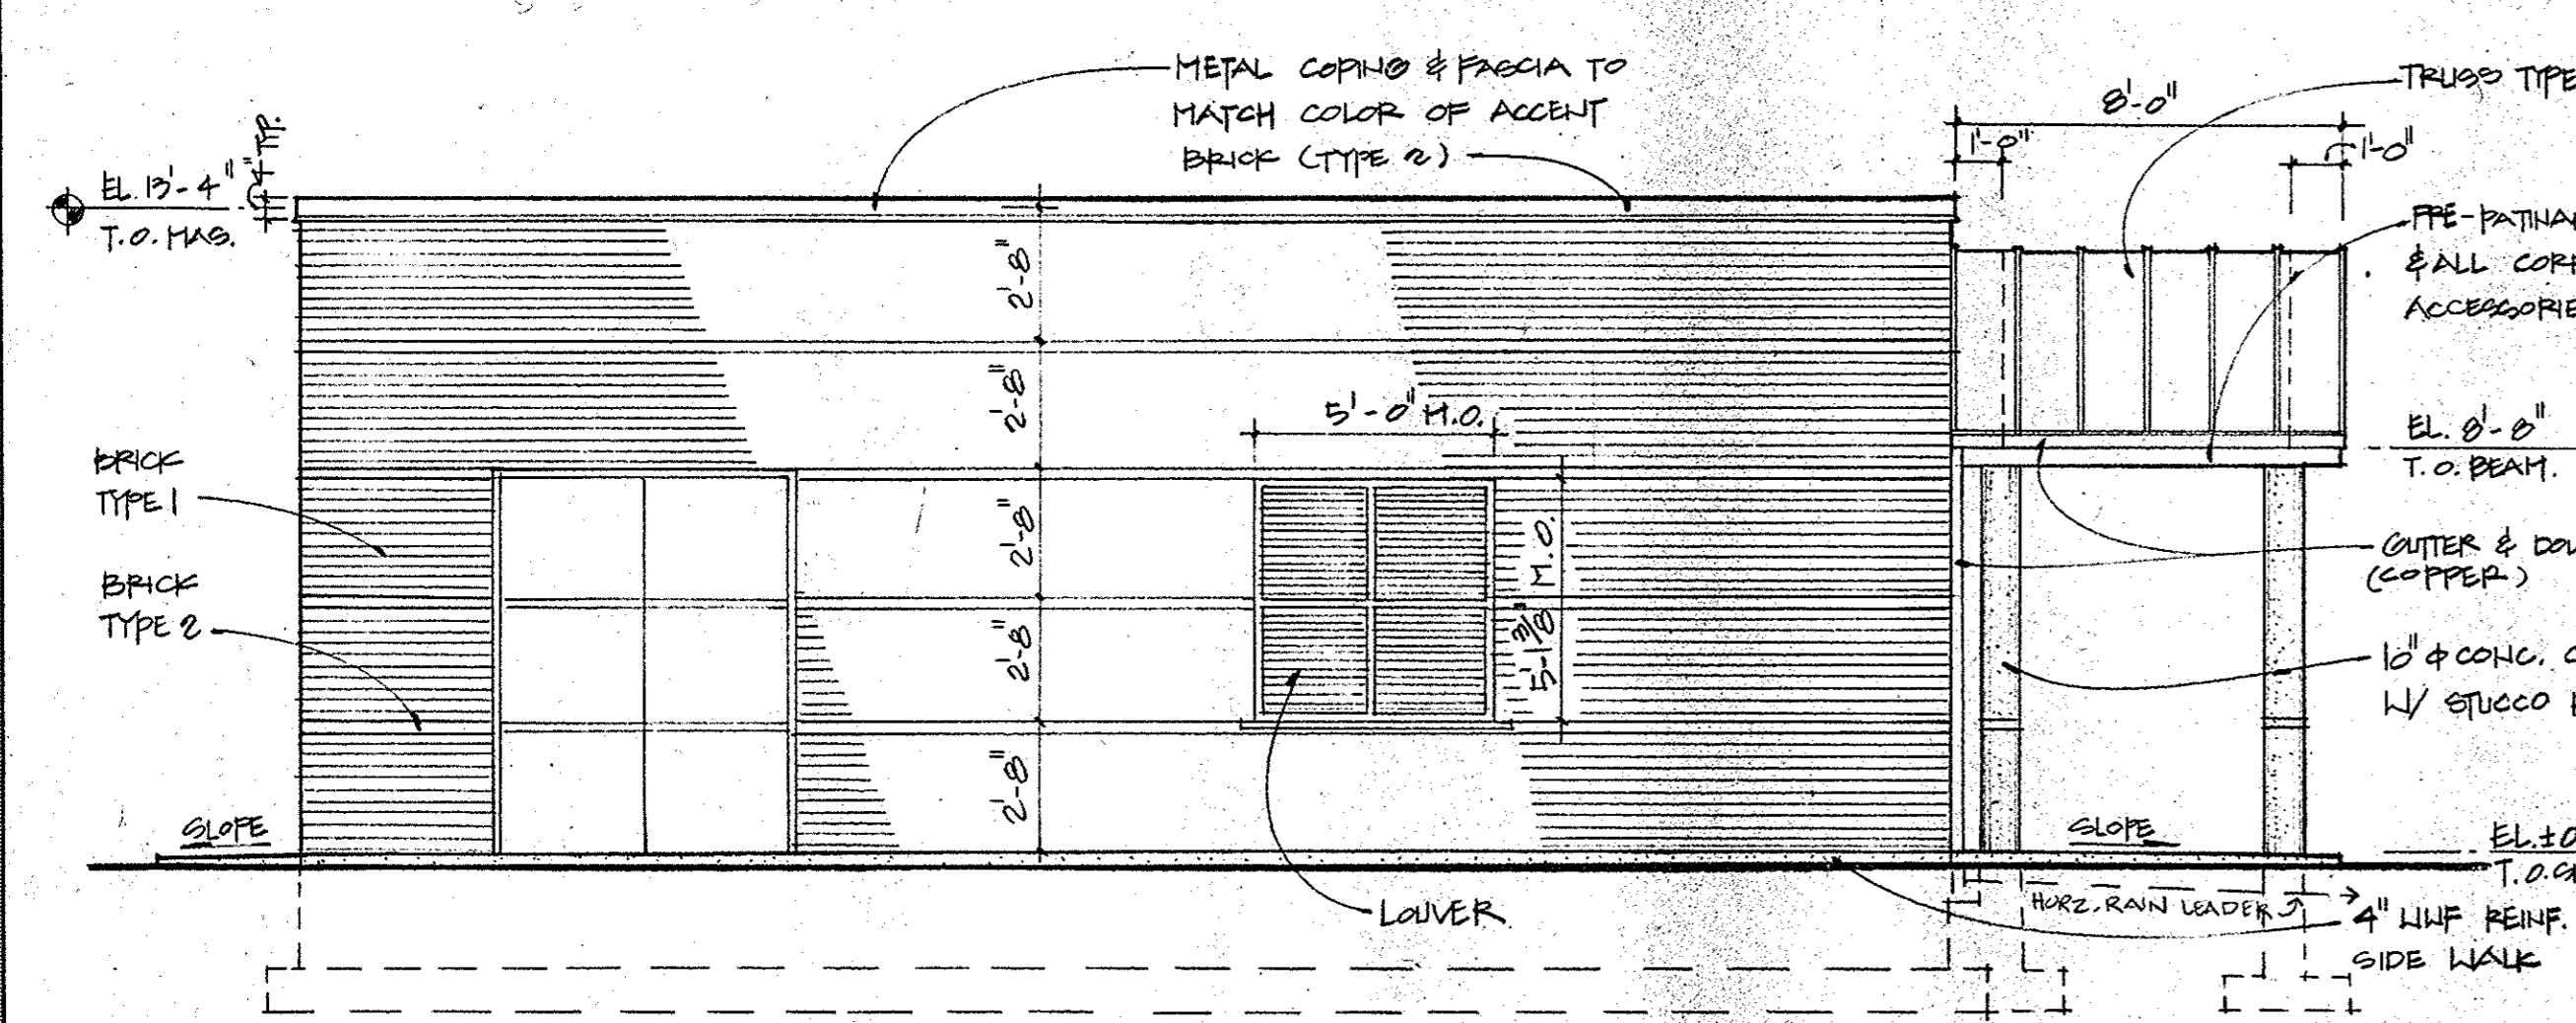 METAL COPING & FASCIA TO
MATCH COLOR OF ACCENT
BRICK (TYPE 2)
TRUSS TYPE
8'-0"
1'-0"
1'-0"
TYP.
EL. 13'-4"
T.O. MAS.
PRE-PATINA
& ALL
ACCESSORIE
2'-8"
2'-8"
5'-0" M.O.
EL. 8'-8"
T.O. BEAM.
BRICK
TYPE 1
2'-8"
5'-1 3/8" M.O.
GUTTER &
(COPPER)
BRICK
TYPE 2
2'-8"
10" Φ CONC.
W/ STUCCO
2'-8"
SLOPE
SLOPE
EL. ±0
T.O.
LOUVER
HORZ. RAIN LEADER
4" WWF REINF.
SIDE WALK